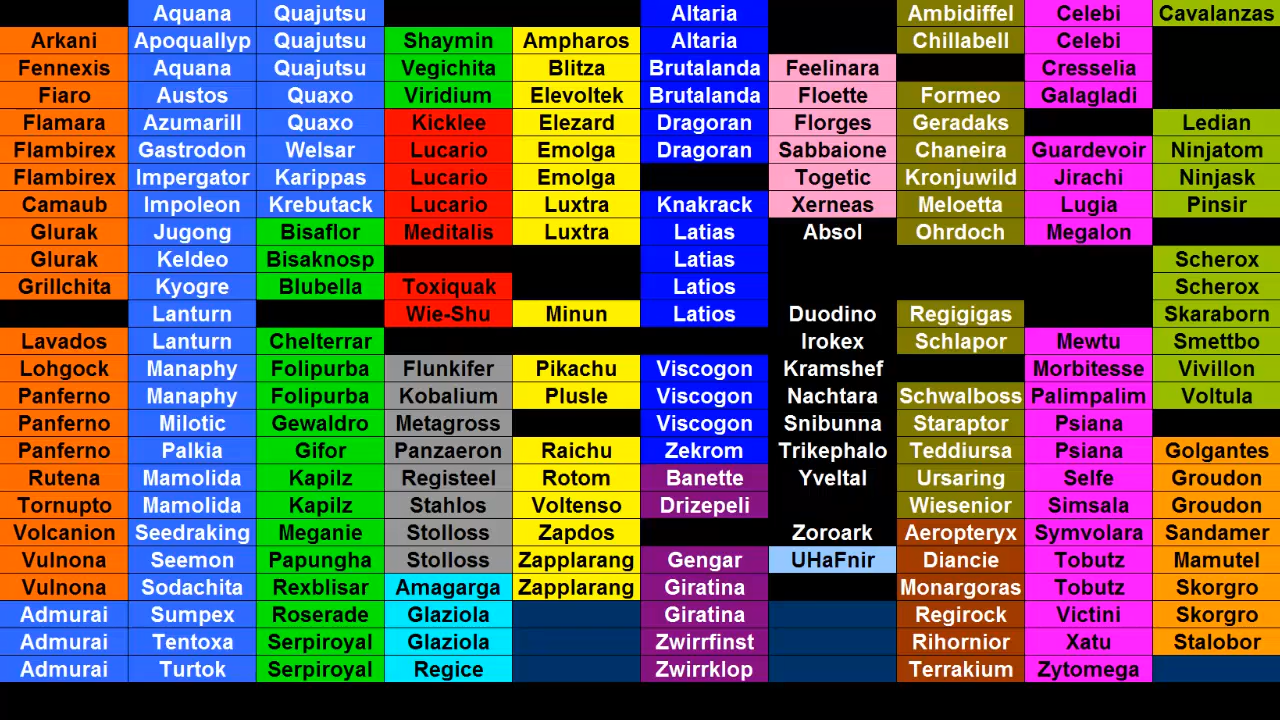 Aquana Quajutsu Altaria Ambidiffel Celebi Cavalanzas
Arkani Apoquallyp Quajutsu Shaymin Ampharos Altaria Chillabell Celebi
Fennexis Aquana Quajutsu Vegichita Blitza Brutalanda Feelinara Cresselia
Fiaro Austos Quaxo Viridium Elevoltek Brutalanda Floette Formeo Galagladi
Flamara Azumarill Quaxo Kicklee Elezard Dragoran Florges Geradaks Ledian
Flambirex Gastrodon Welsar Lucario Emolga Dragoran Sabbaione Chaneira Guardevoir Ninjatom
Flambirex Impergator Karippas Lucario Emolga Togetic Kronjuwild Jirachi Ninjask
Camaub Impoleon Krebutack Lucario Luxtra Knakrack Xerneas Meloetta Lugia Pinsir
Glurak Jugong Bisaflor Meditalis Luxtra Latias Absol Ohrdoch Megalon
Glurak Keldeo Bisaknosp Latias Scherox
Grillchita Kyogre Blubella Toxiquak Latios Scherox
Lanturn Wie-Shu Minun Latios Duodino Regigigas Skaraborn
Lavados Lanturn Chelterrar Irokex Schlapor Mewtu Smettbo
Lohgock Manaphy Folipurba Flunkifer Pikachu Viscogon Kramshef Morbitesse Vivillon
Panferno Manaphy Folipurba Kobalium Plusle Viscogon Nachtara Schwalboss Palimpalim Voltula
Panferno Milotic Gewaldro Metagross Viscogon Snibunna Staraptor Psiana
Panferno Palkia Gifor Panzaeron Raichu Zekrom Trikephalo Teddiursa Psiana Golgantes
Rutena Mamolida Kapilz Registeel Rotom Banette Yveltal Ursaring Selfe Groudon
Tornupto Mamolida Kapilz Stahlos Voltenso Drizepeli Wiesenior Simsala Groudon
Volcanion Seedraking Meganie Stolloss Zapdos Zoroark Aeropteryx Symvolara Sandamer
Vulnona Seemon Papungha Stolloss Zapplarang Gengar UHaFnir Diancie Tobutz Mamutel
Vulnona Sodachita Rexblisar Amagarga Zapplarang Giratina Monargoras Tobutz Skorgro
Admurai Sumpex Roserade Glaziola Giratina Regirock Victini Skorgro
Admurai Tentoxa Serpiroyal Glaziola Zwirrfinst Rihornior Xatu Stalobor
Admurai Turtok Serpiroyal Regice Zwirrklop Terrakium Zytomega